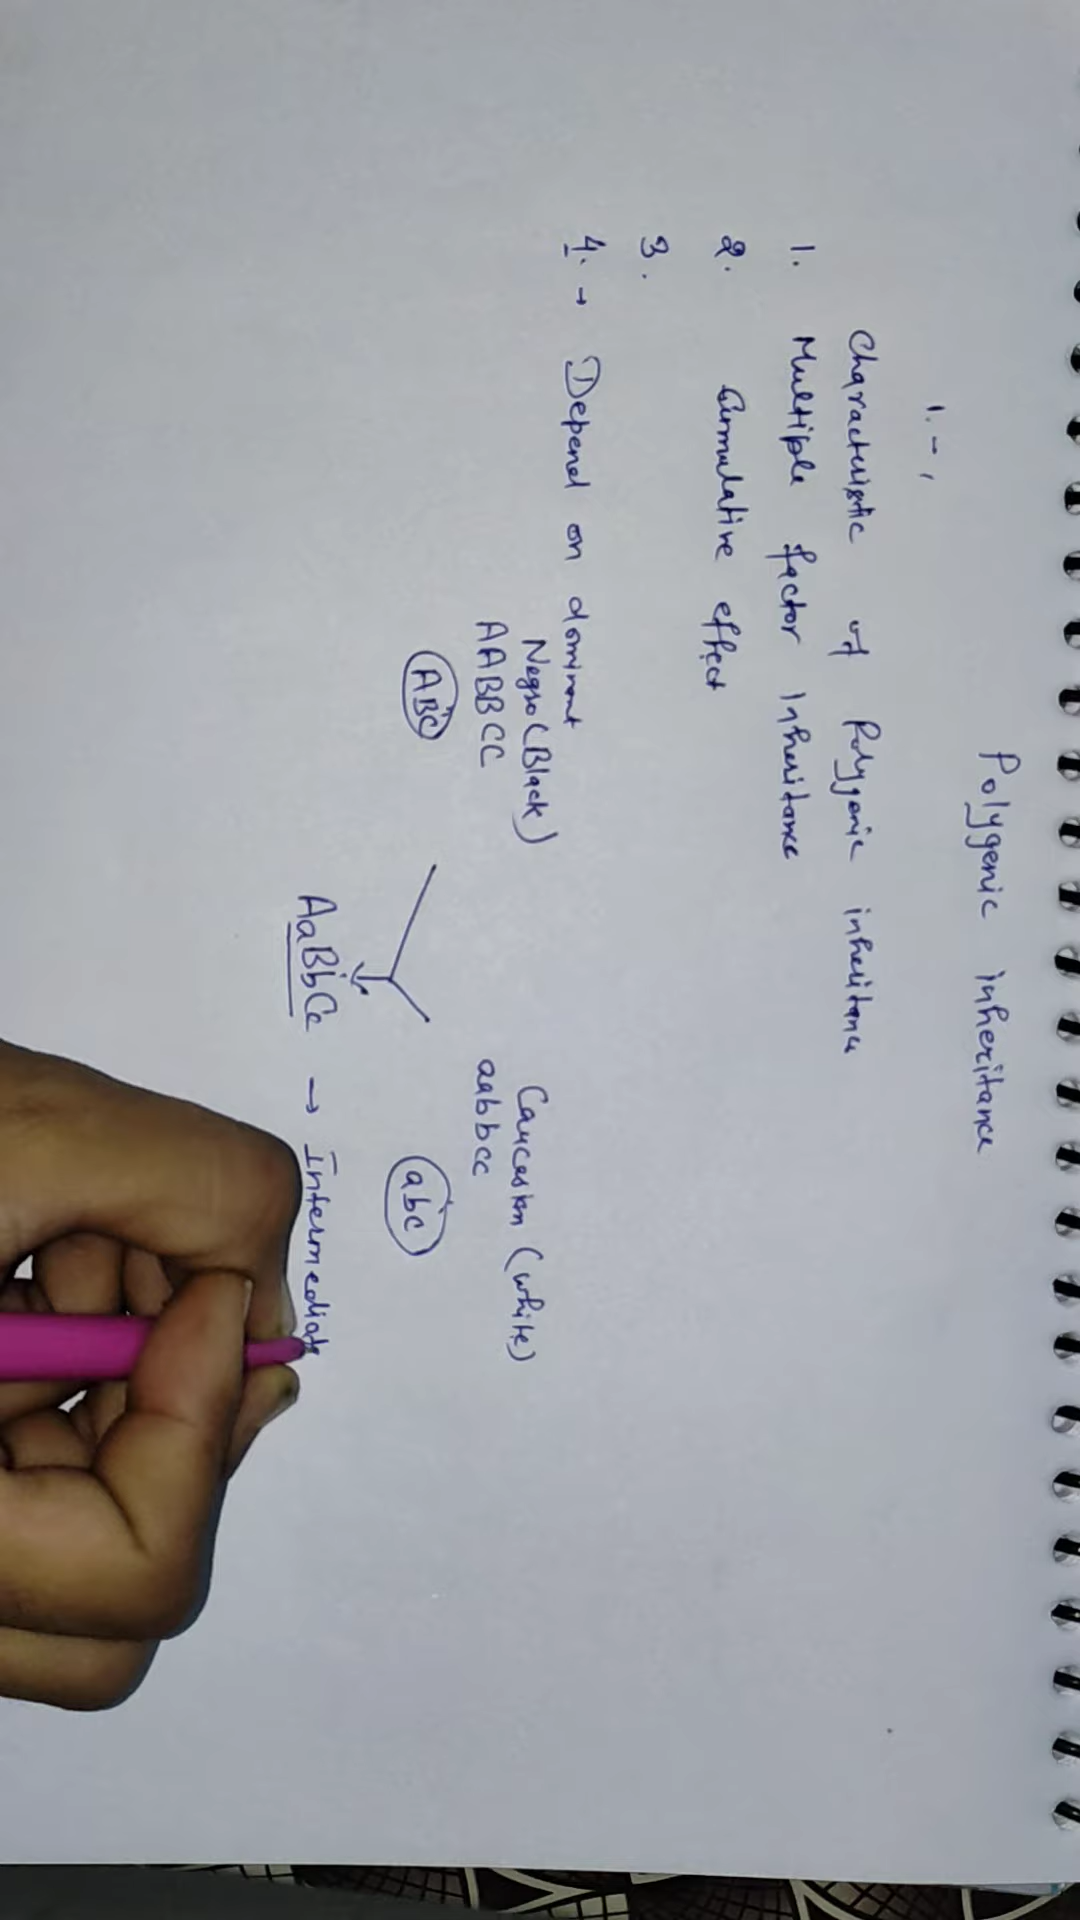 Polygenic inheritance
1. - ,
Characteristic of Polygenic inheritance
1. Multiple factor Inheritance
2. Cumulative effect
3.
4. → Depend on dominant
Negro (Black) Caucasian (white)
AABBCC aabbcc
ABC abc
AaBbCc → Intermediate